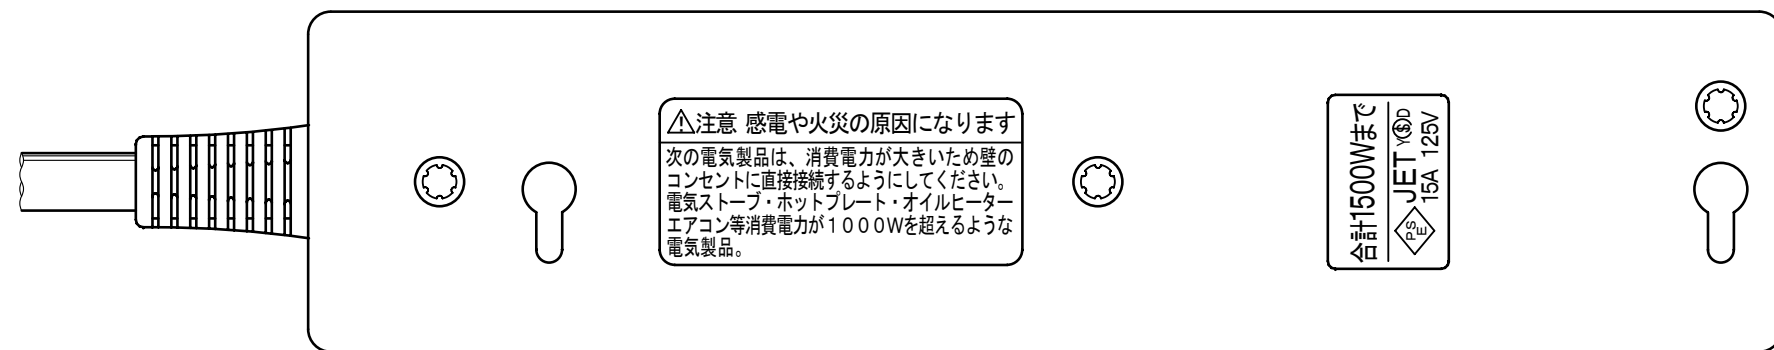 ⚠注意 感電や火災の原因になります
次の電気製品は、消費電力が大きいため壁の
コンセントに直接接続するようにしてください。
電気ストーブ・ホットプレート・オイルヒーター
エアコン等消費電力が1000Wを超えるような
電気製品。
合計1500Wまで
PSE JET
15A 125V